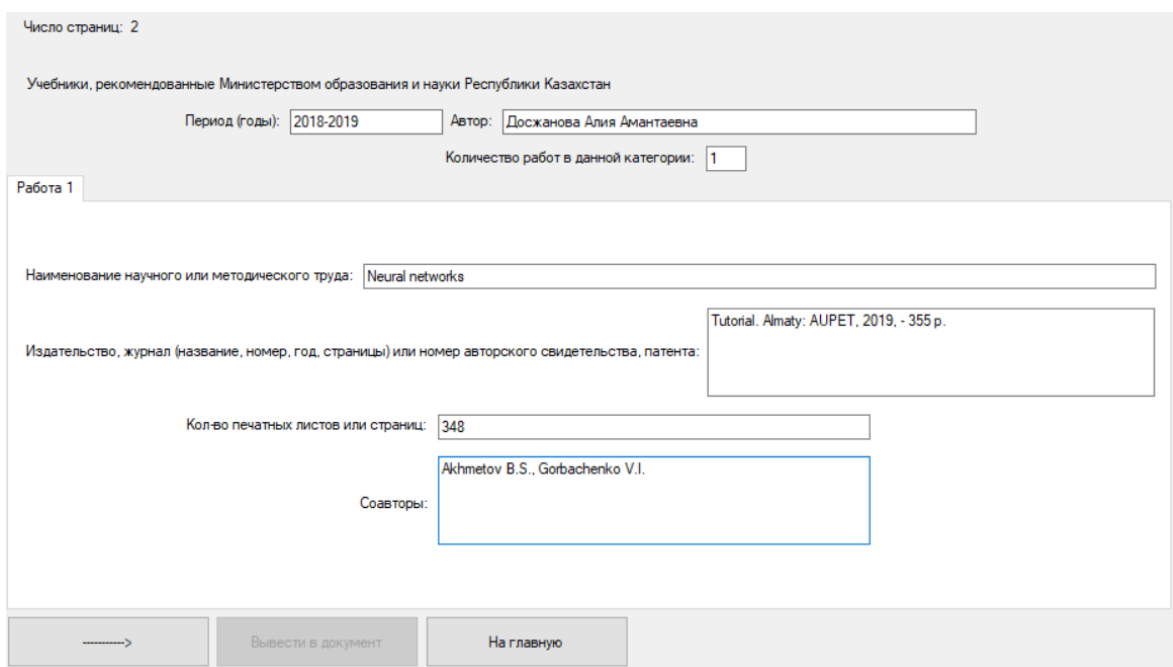 Число страниц: 2
Учебники, рекомендованные Министерством образования и науки Республики Казахстан
Период (годы): 2018-2019 Автор: Досжанова Алия Амантаевна
Количество работ в данной категории: 1
Работа 1
Наименование научного или методического труда: Neural networks
Tutorial. Almaty: AUPET, 2019, - 355 p.
Издательство, журнал (название, номер, год, страницы) или номер авторского свидетельства, патента:
Кол-во печатных листов или страниц: 348
Akhmetov B.S., Gorbachenko V.I.
Соавторы:
-----------> Вывести в документ На главную